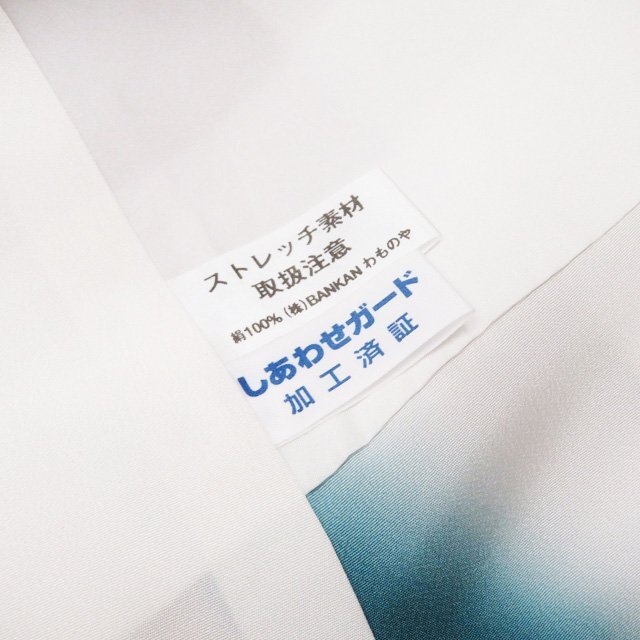 ストレッチ素材
取扱注意
絹100% (株)BANKAN わものや
しあわせガード
加工済証